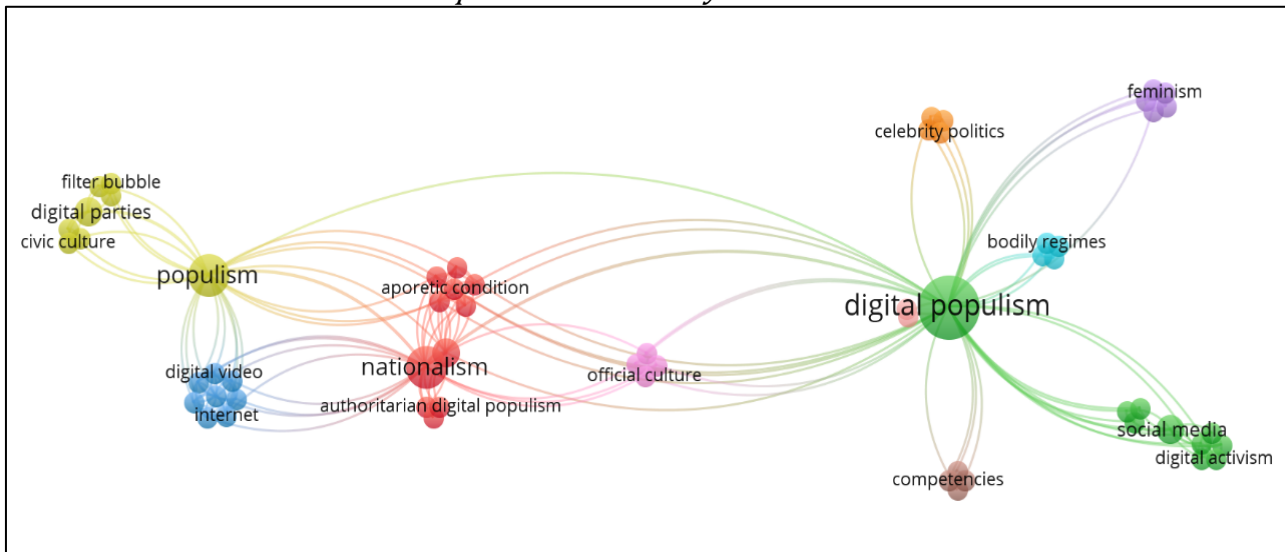 feminism
celebrity politics
filter bubble
digital parties
civic culture
bodily regimes
populism
aporetic condition
digital populism
nationalism
digital video
official culture
internet
authoritarian digital populism
social media
digital activism
competencies